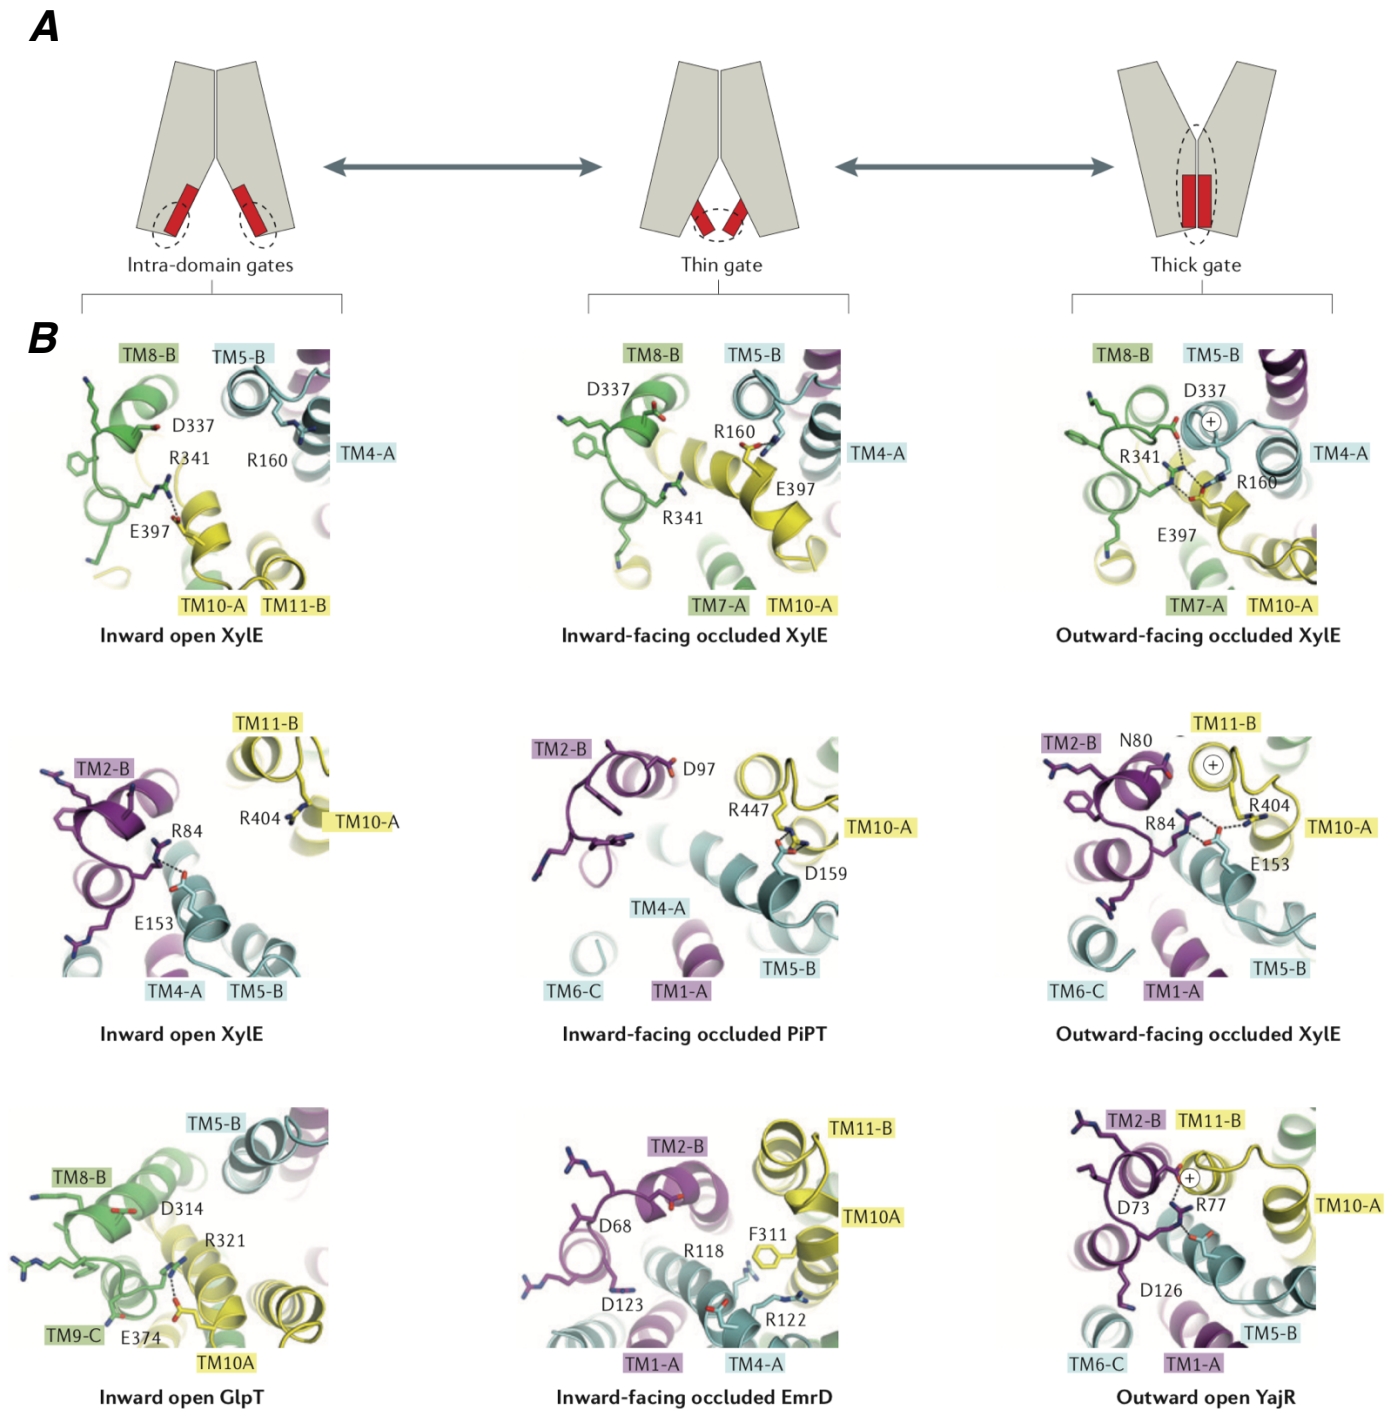 A
Intra-domain gates
Thin gate
Thick gate
B
TM8-B
TM5-B
D337
R341
R160
TM4-A
E397
TM10-A
TM11-B
Inward open XylE
TM8-B
TM5-B
D337
R160
TM4-A
E397
R341
TM7-A
TM10-A
Inward-facing occluded XylE
TM8-B
TM5-B
D337
+
R341
TM4-A
R160
E397
TM7-A
TM10-A
Outward-facing occluded XylE
TM11-B
TM2-B
R404
TM10-A
R84
E153
TM4-A
TM5-B
Inward open XylE
TM2-B
D97
R447
TM10-A
D159
TM4-A
TM5-B
TM6-C
TM1-A
Inward-facing occluded PiPT
TM11-B
TM2-B
N80
+
R404
R84
TM10-A
E153
TM5-B
TM6-C
TM1-A
Outward-facing occluded XylE
TM5-B
TM8-B
D314
R321
TM9-C
E374
TM10A
Inward open GlpT
TM11-B
TM2-B
TM10A
D68
F311
R118
D123
R122
TM1-A
TM4-A
Inward-facing occluded EmrD
TM2-B
TM11-B
+
D73
R77
TM10-A
D126
TM5-B
TM6-C
TM1-A
Outward open YajR